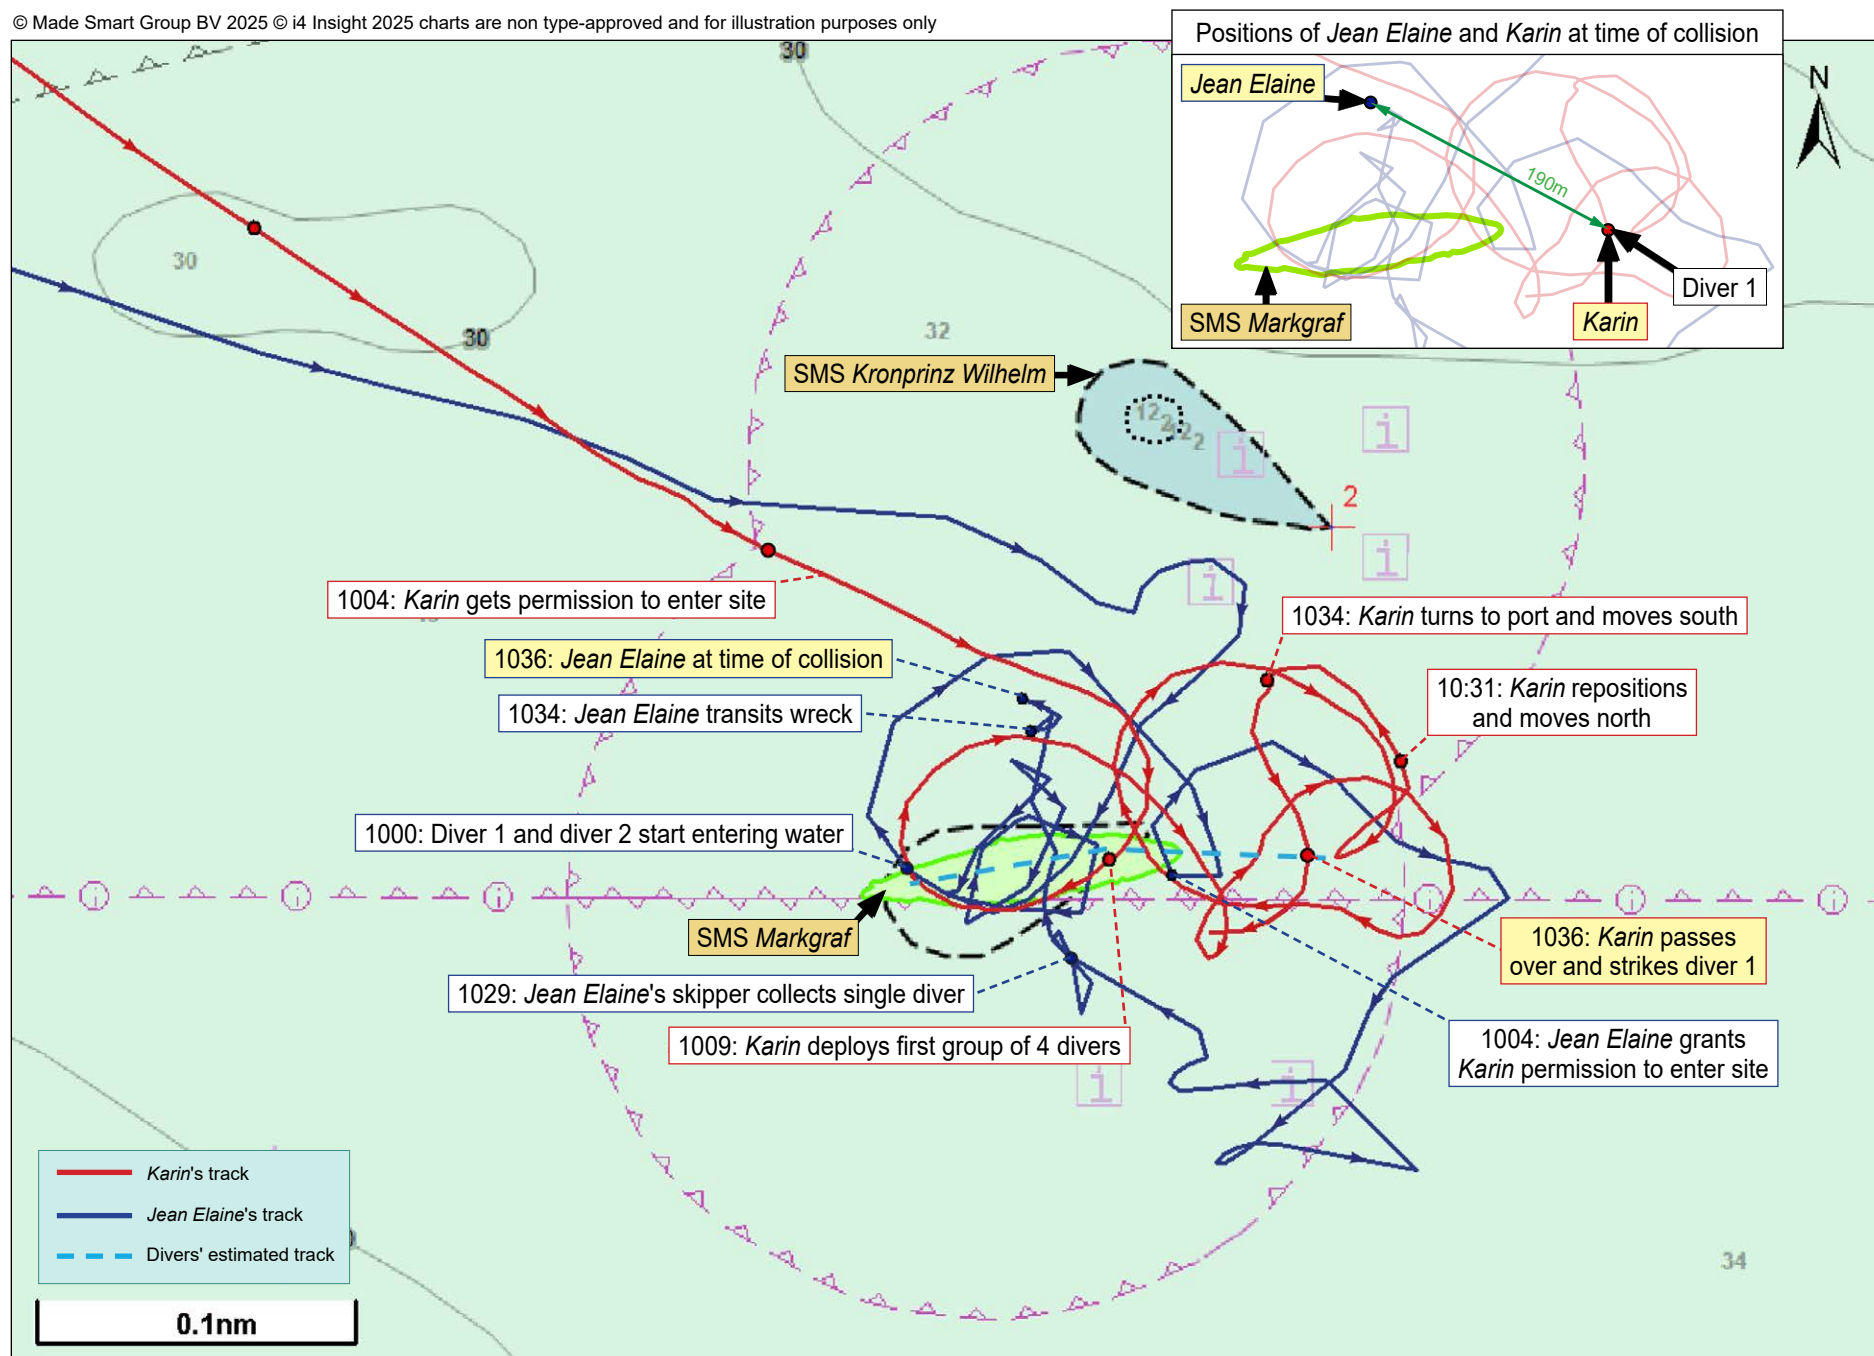 © Made Smart Group BV 2025 © i4 Insight 2025 charts are non type-approved and for illustration purposes only
Positions of Jean Elaine and Karin at time of collision
Jean Elaine
190m
Diver 1
SMS Markgraf
Karin
N
30
30
30
32
SMS Kronprinz Wilhelm
12₂
12₂
i
i
2
i
i
1004: Karin gets permission to enter site
1034: Karin turns to port and moves south
1036: Jean Elaine at time of collision
1034: Jean Elaine transits wreck
10:31: Karin repositions
and moves north
1000: Diver 1 and diver 2 start entering water
i
i
i
i
i
i
SMS Markgraf
1036: Karin passes
over and strikes diver 1
1029: Jean Elaine's skipper collects single diver
1009: Karin deploys first group of 4 divers
1004: Jean Elaine grants
Karin permission to enter site
i
i
Karin's track
Jean Elaine's track
Divers' estimated track
34
0.1nm